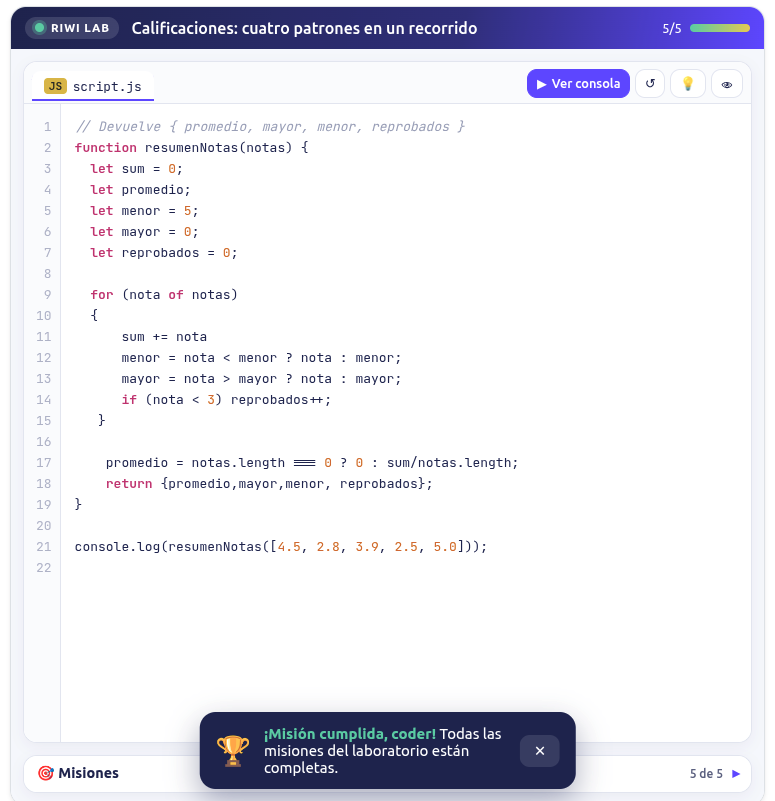 RIWI LAB Calificaciones: cuatro patrones en un recorrido 5/5
JS script.js ▶ Ver consola ↺ 💡 👁
1 // Devuelve { promedio, mayor, menor, reprobados }
2 function resumenNotas(notas) {
3 let sum = 0;
4 let promedio;
5 let menor = 5;
6 let mayor = 0;
7 let reprobados = 0;
8
9 for (nota of notas)
10 {
11 sum += nota
12 menor = nota < menor ? nota : menor;
13 mayor = nota > mayor ? nota : mayor;
14 if (nota < 3) reprobados++;
15 }
16
17 promedio = notas.length === 0 ? 0 : sum/notas.length;
18 return {promedio,mayor,menor, reprobados};
19 }
20
21 console.log(resumenNotas([4.5, 2.8, 3.9, 2.5, 5.0]));
22
¡Misión cumplida, coder! Todas las
misiones del laboratorio están
completas.
✕
🎯 Misiones 5 de 5 ▶